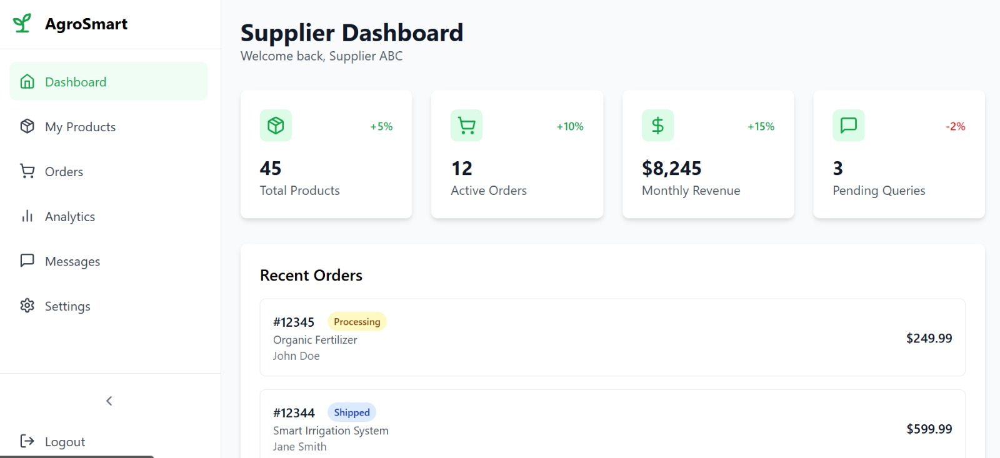 AgroSmart
Dashboard
My Products
Orders
Analytics
Messages
Settings
Logout
Supplier Dashboard
Welcome back, Supplier ABC
+5%
45
Total Products
+10%
12
Active Orders
+15%
$8,245
Monthly Revenue
-2%
3
Pending Queries
Recent Orders
#12345 Processing
Organic Fertilizer
John Doe
$249.99
#12344 Shipped
Smart Irrigation System
Jane Smith
$599.99